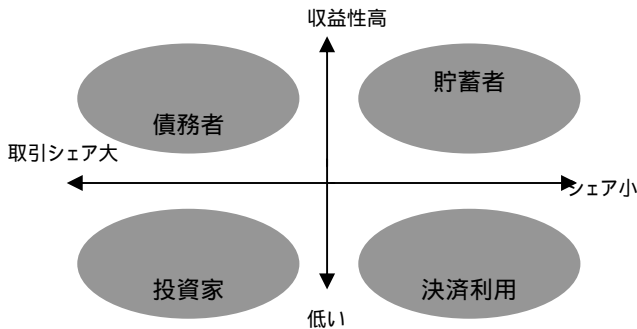 収益性高
貯蓄者
債務者
取引シェア大
シェア小
投資家
決済利用
低い